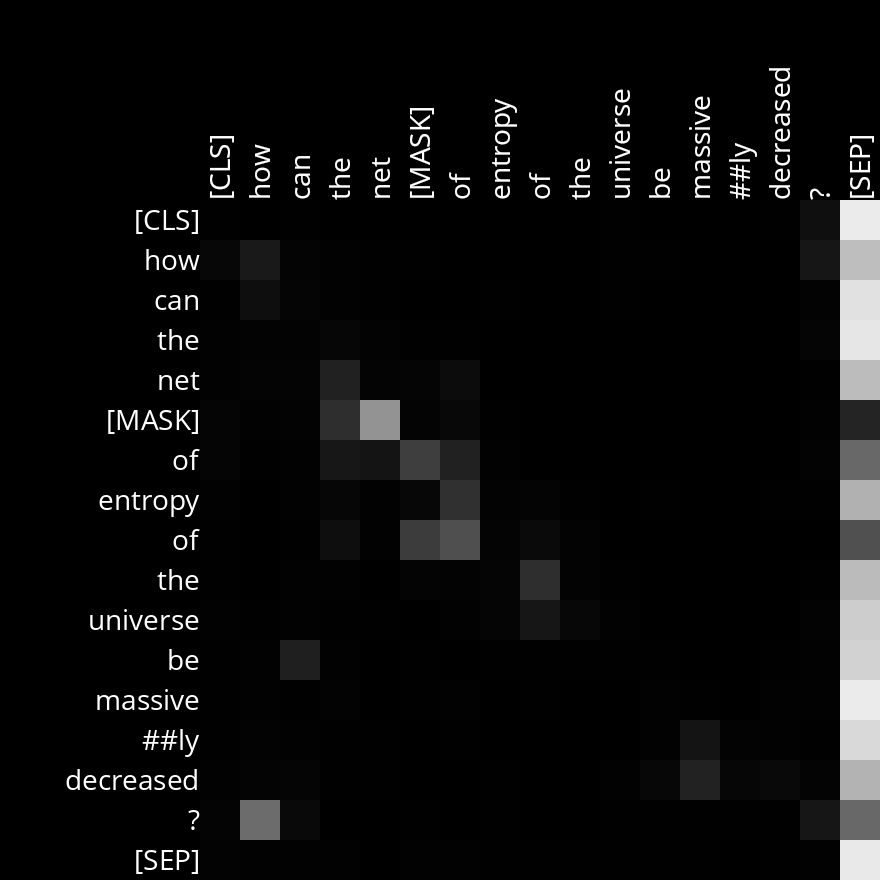 [CLS] how can the net [MASK] of entropy of the universe be massive ##ly decreased ? [SEP]
[CLS]
how
can
the
net
[MASK]
of
entropy
of
the
universe
be
massive
##ly
decreased
?
[SEP]